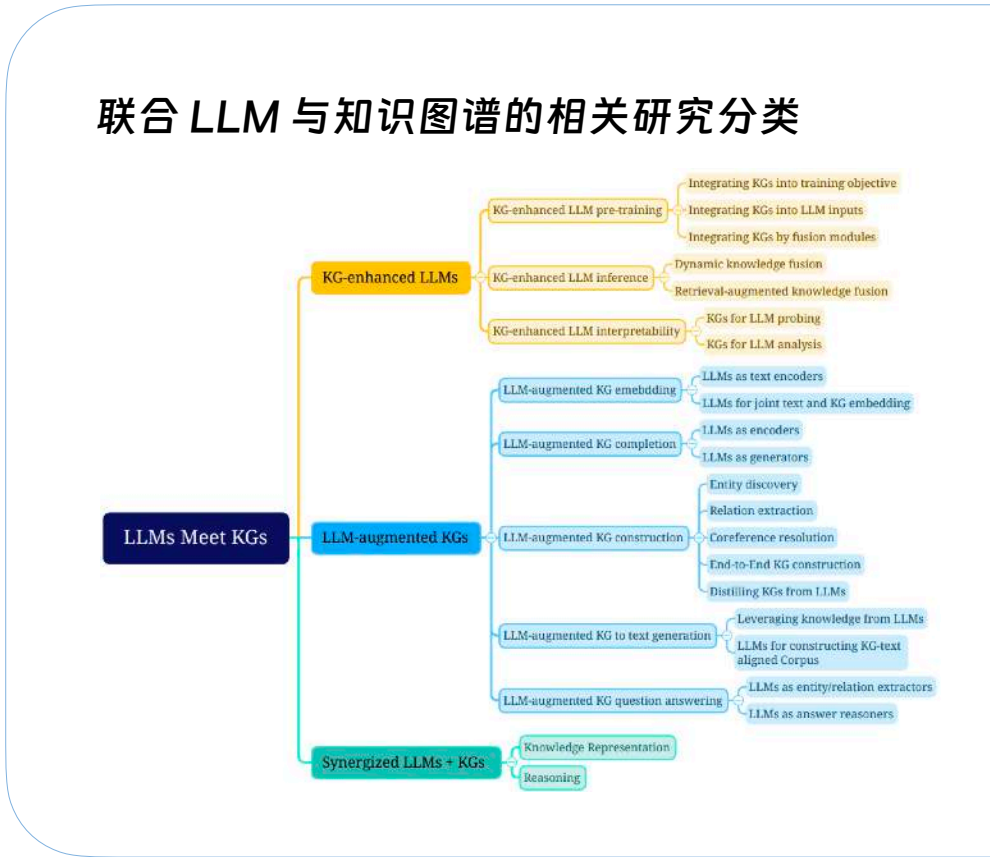 联合 LLM 与知识图谱的相关研究分类
LLMs Meet KGs
KG-enhanced LLMs
KG-enhanced LLM pre-training
Integrating KGs into training objective
Integrating KGs into LLM inputs
Integrating KGs by fusion modules
KG-enhanced LLM inference
Dynamic knowledge fusion
Retrieval-augmented knowledge fusion
KG-enhanced LLM interpretability
KGs for LLM probing
KGs for LLM analysis
LLM-augmented KGs
LLM-augmented KG emebdding
LLMs as text encoders
LLMs for joint text and KG embedding
LLM-augmented KG completion
LLMs as encoders
LLMs as generators
LLM-augmented KG construction
Entity discovery
Relation extraction
Coreference resolution
End-to-End KG construction
Distilling KGs from LLMs
LLM-augmented KG to text generation
Leveraging knowledge from LLMs
LLMs for constructing KG-text
aligned Corpus
LLM-augmented KG question answering
LLMs as entity/relation extractors
LLMs as answer reasoners
Synergized LLMs + KGs
Knowledge Representation
Reasoning